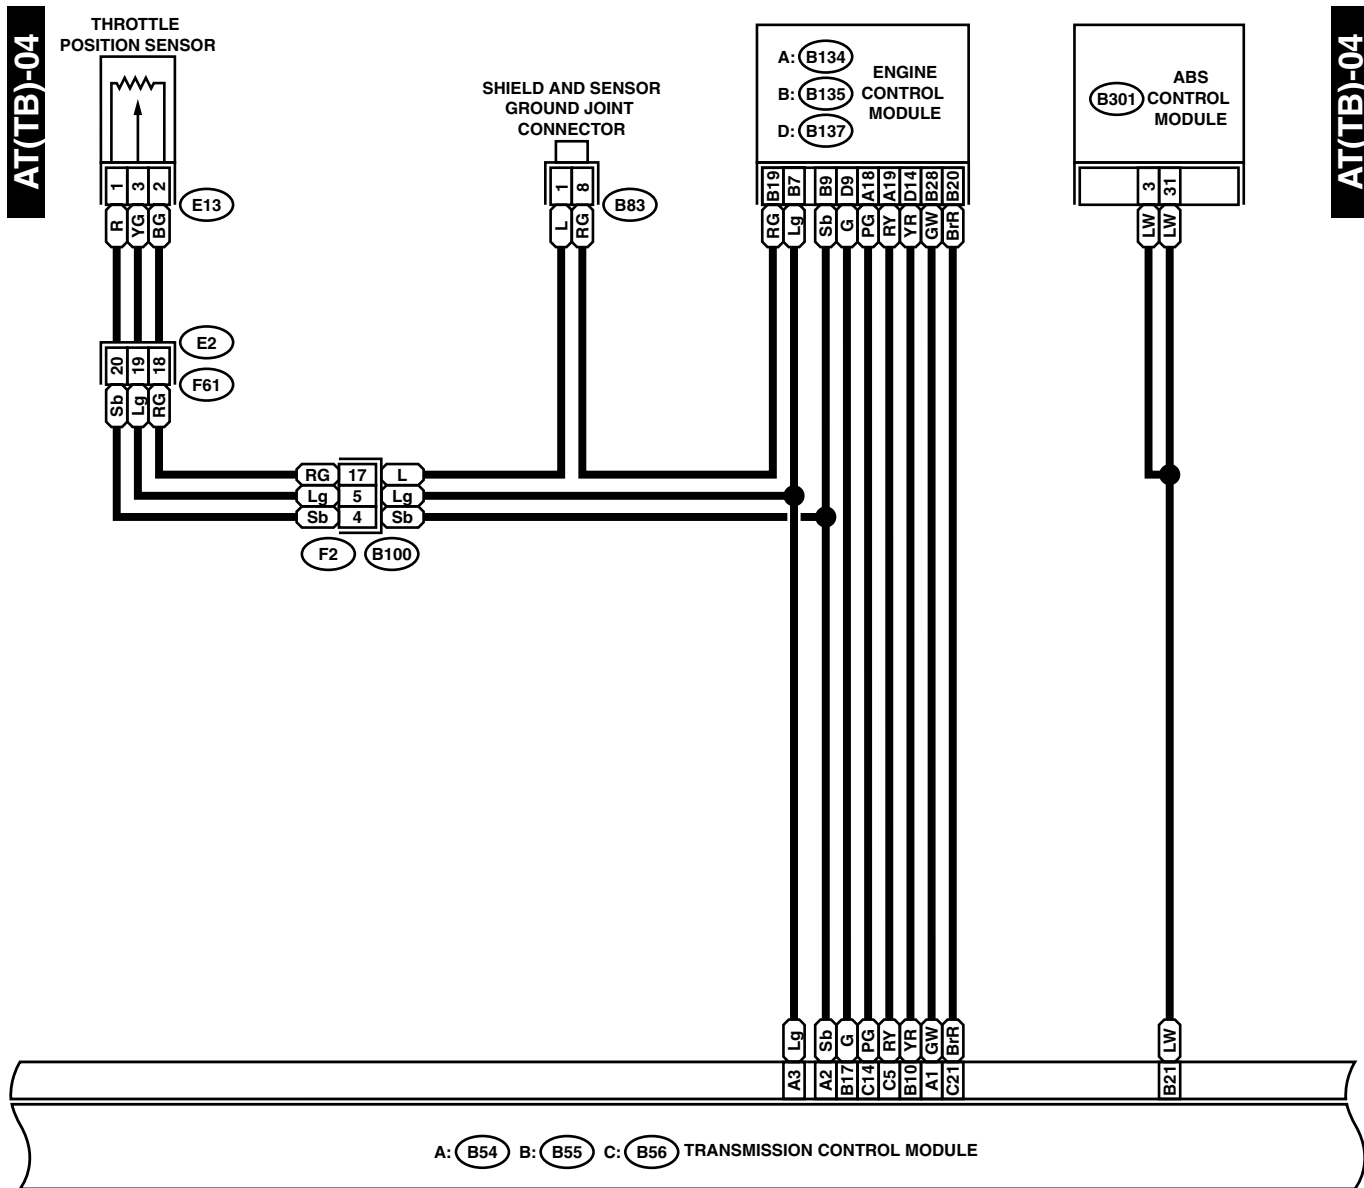 AT(TB)-04
AT(TB)-04
THROTTLE
POSITION SENSOR
1 3 2
E13
R YG BG
E2
20 19 18
F61
Sb Lg RG
SHIELD AND SENSOR
GROUND JOINT
CONNECTOR
1 8
B83
L RG
A: B134
B: B135
D: B137
ENGINE
CONTROL
MODULE
B19 B7 B9 D9 A18 A19 D14 B28 B20
RG Lg Sb G PG RY YR GW BrR
B301
ABS
CONTROL
MODULE
3 31
LW LW
RG 17 L
Lg 5 Lg
Sb 4 Sb
F2 B100
Lg Sb G PG RY YR GW BrR LW
A3 A2 B17 C14 C5 B10 A1 C21 B21
A: B54 B: B55 C: B56 TRANSMISSION CONTROL MODULE